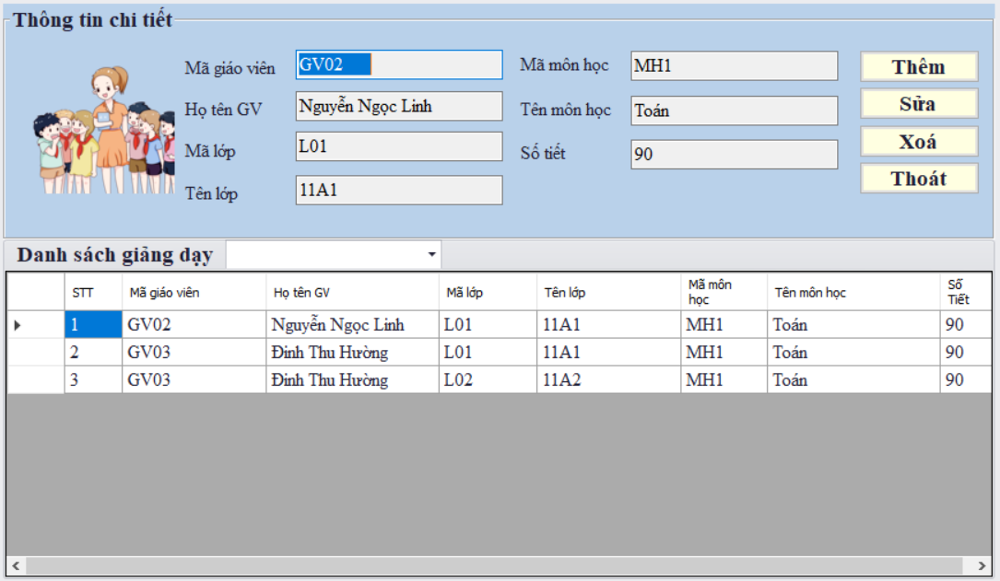 Thông tin chi tiết
Mã giáo viên GV02 Mã môn học MH1 Thêm
Họ tên GV Nguyễn Ngọc Linh Tên môn học Toán Sửa
Mã lớp L01 Số tiết 90 Xoá
Tên lớp 11A1 Thoát
Danh sách giảng dạy
STT Mã giáo viên Họ tên GV Mã lớp Tên lớp Mã môn học Tên môn học Số Tiết
1 GV02 Nguyễn Ngọc Linh L01 11A1 MH1 Toán 90
2 GV03 Đinh Thu Hường L01 11A1 MH1 Toán 90
3 GV03 Đinh Thu Hường L02 11A2 MH1 Toán 90